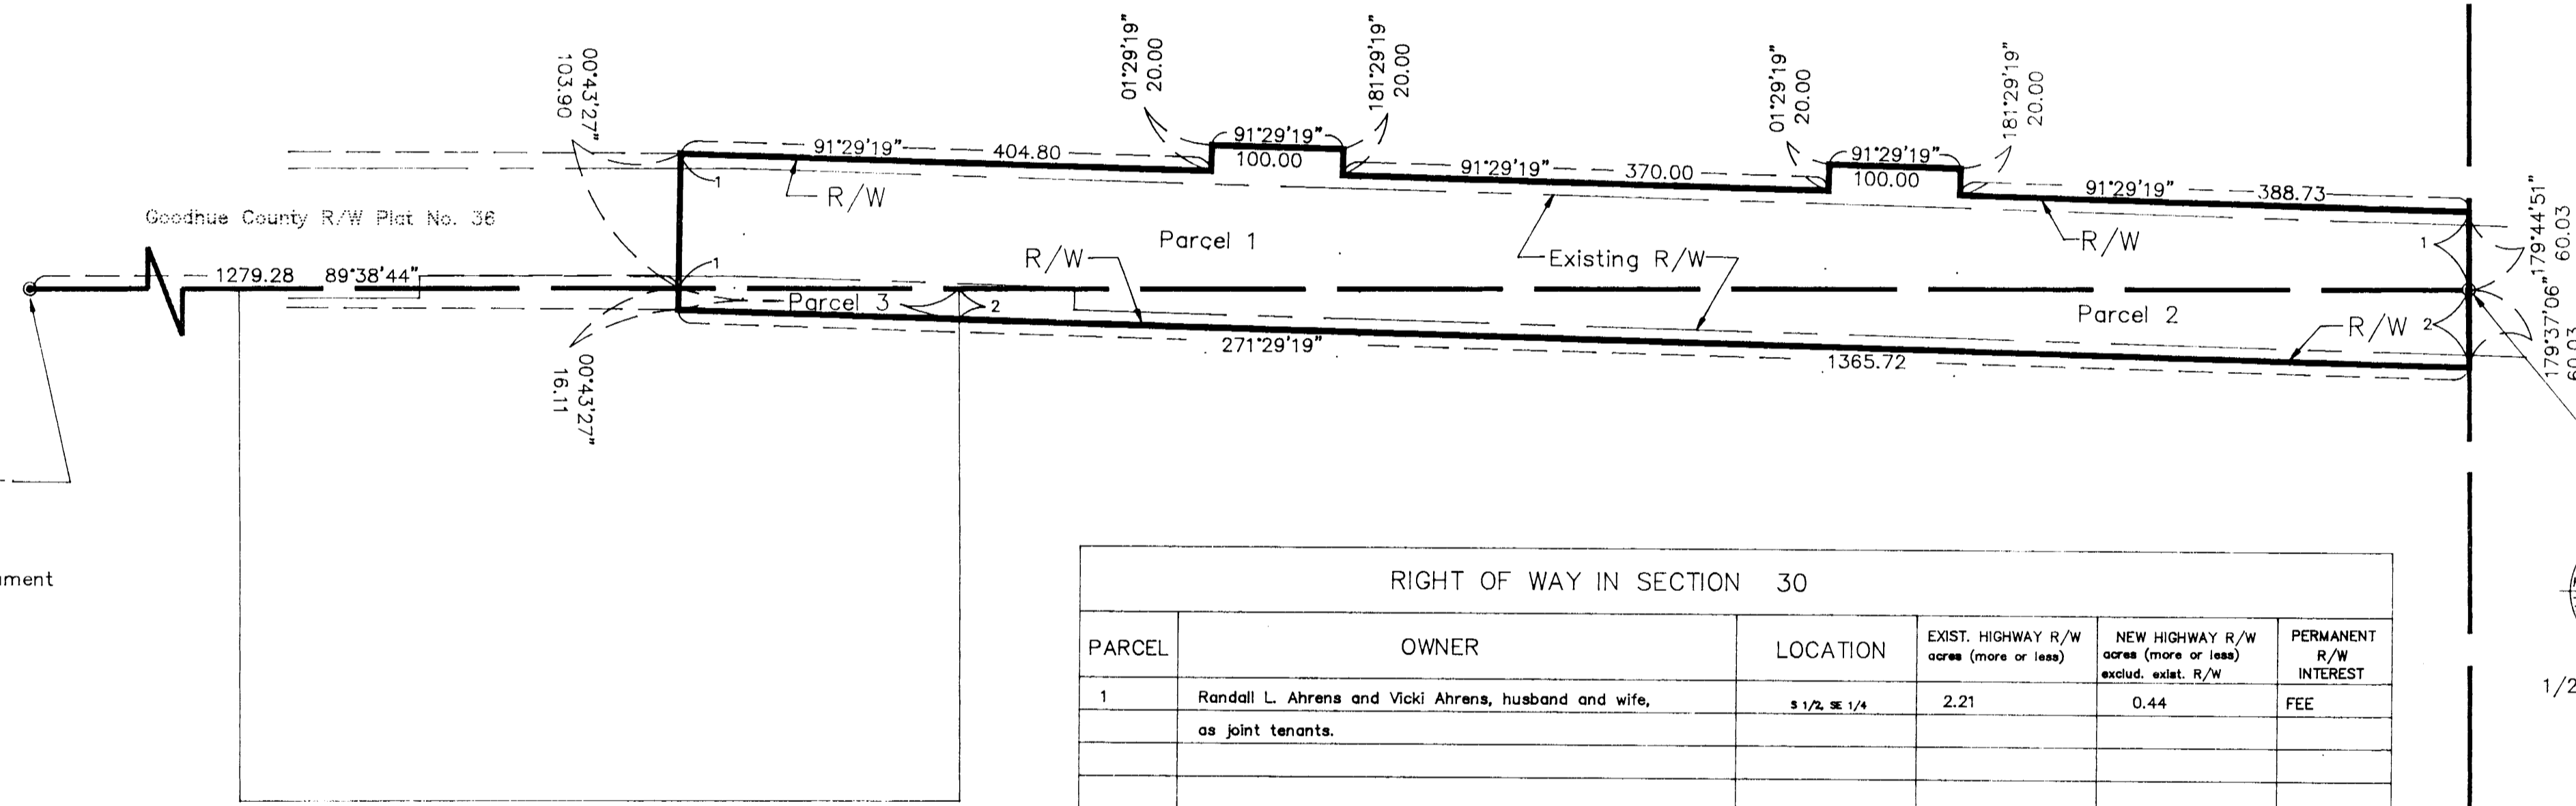 00°43'27"
103.90
01°29'19"
20.00
181°29'19"
20.00
01°29'19"
20.00
181°29'19"
20.00
91°29'19"
404.80
91°29'19"
100.00
91°29'19"
370.00
91°29'19"
100.00
91°29'19"
388.73
1
R/W
Goodhue County R/W Plat No. 36
Parcel 1
R/W
Existing R/W
R/W
1
179°44'51"
60.03
1279.28
89°38'44"
1
Parcel 3
2
Parcel 2
R/W
2
179°37'06"
60.03
271°29'19"
1365.72
00°43'27"
16.11
RIGHT OF WAY IN SECTION 30
PARCEL
OWNER
LOCATION
EXIST. HIGHWAY R/W
acres (more or less)
NEW HIGHWAY R/W
acres (more or less)
exclud. exist. R/W
PERMANENT
R/W
INTEREST
1
Randall L. Ahrens and Vicki Ahrens, husband and wife,
S 1/2, SE 1/4
2.21
0.44
FEE
as joint tenants.
1/2